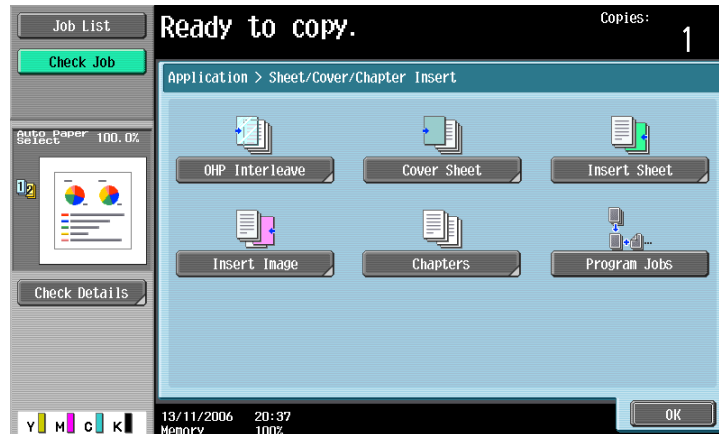 Job List
Check Job
Ready to copy.
Copies:
1
Application > Sheet/Cover/Chapter Insert
Auto Paper
Select
100.0%
1 2
OHP Interleave
Cover Sheet
Insert Sheet
Insert Image
Chapters
Program Jobs
Check Details
Y M C K
13/11/2006 20:37
Memory 100%
OK